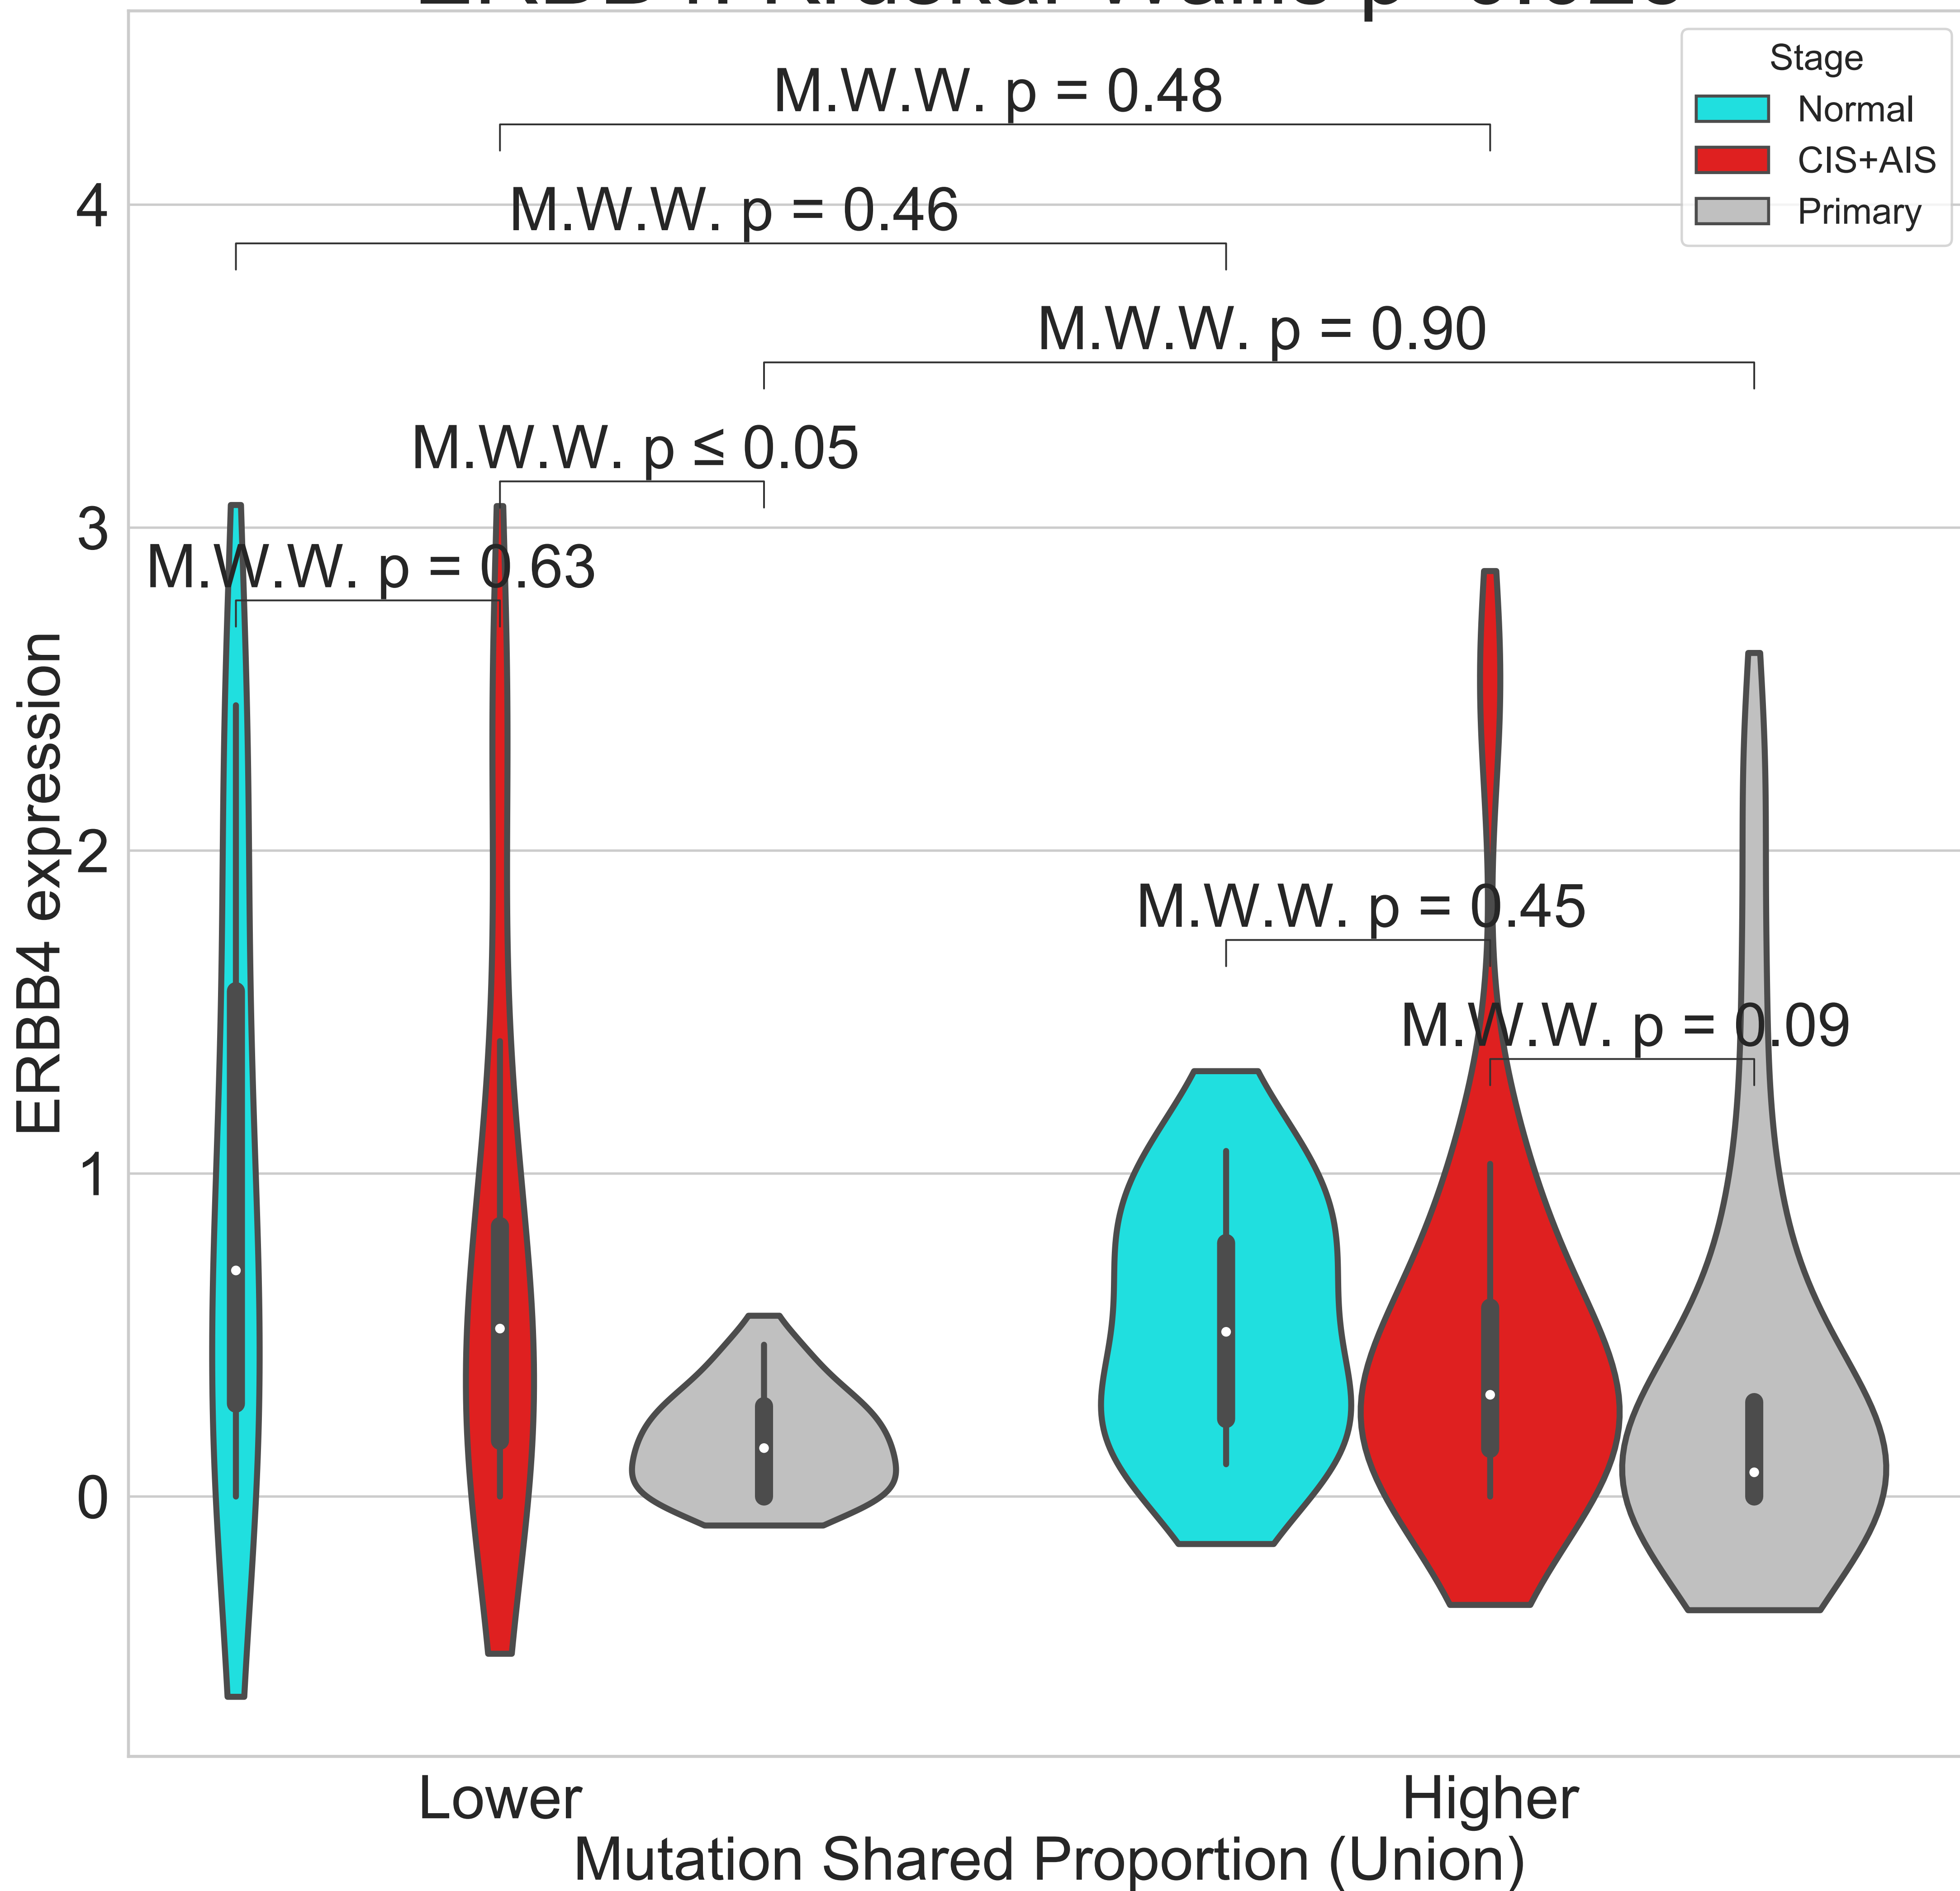 Stage
Normal
CIS+AIS
Primary
M.W.W. p = 0.48
M.W.W. p = 0.46
M.W.W. p = 0.90
M.W.W. p ≤ 0.05
M.W.W. p = 0.63
M.W.W. p = 0.45
M.W.W. p = 0.09
ERBB4 expression
4
3
2
1
0
Lower
Higher
Mutation Shared Proportion (Union)